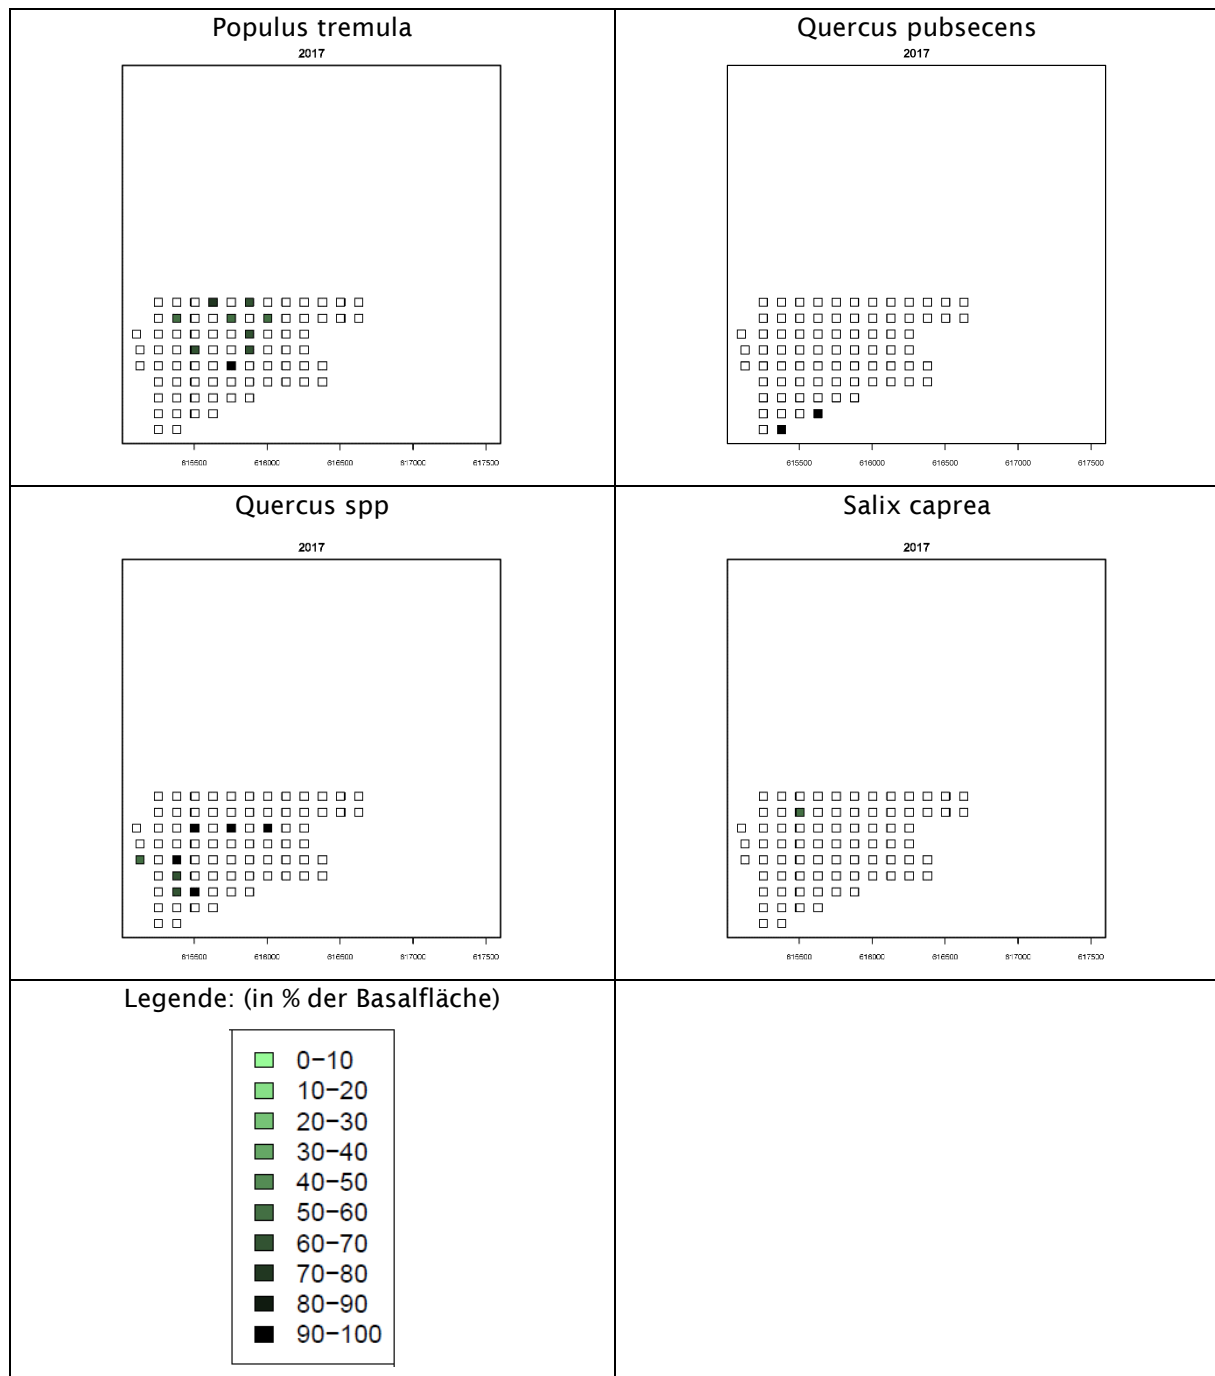 Populus tremula
2017
615500 616000 616500 617000 617500
Quercus pubsecens
2017
615500 616000 616500 617000 617500
Quercus spp
2017
615500 616000 616500 617000 617500
Salix caprea
2017
615500 616000 616500 617000 617500
Legende: (in % der Basalfläche)
0−10
10−20
20−30
30−40
40−50
50−60
60−70
70−80
80−90
90−100